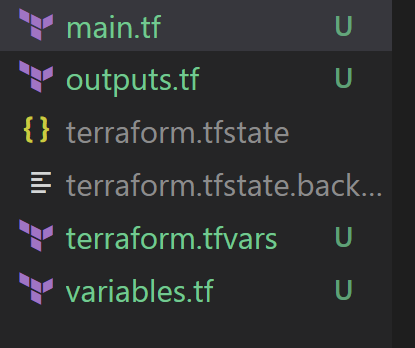 main.tf U
outputs.tf U
{} terraform.tfstate
terraform.tfstate.back...
terraform.tfvars U
variables.tf U